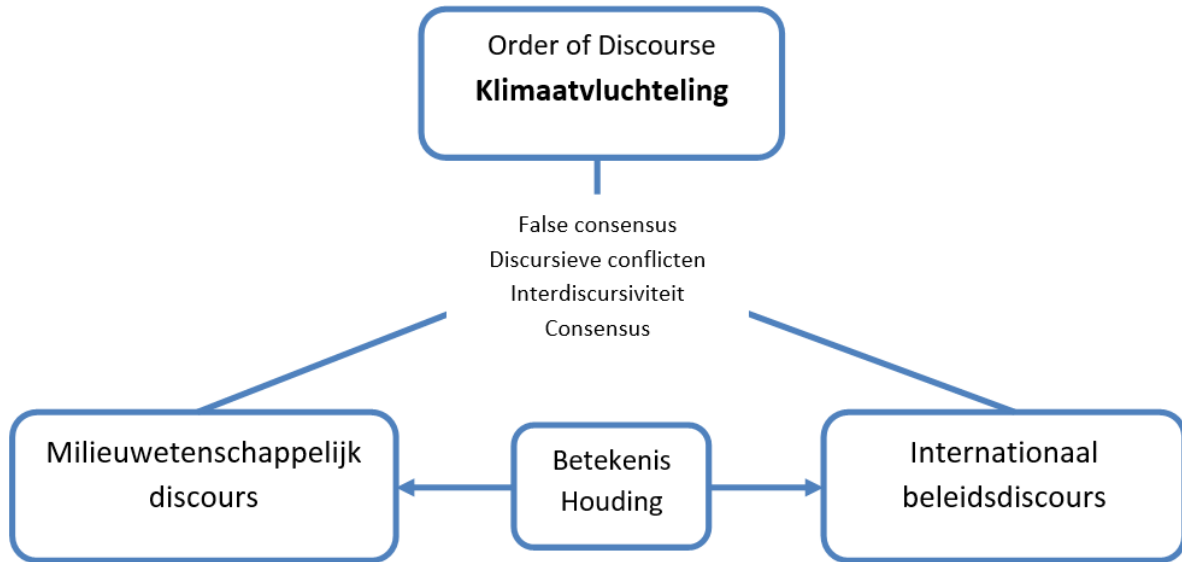 Order of Discourse
Klimaatvluchteling
False consensus
Discursieve conflicten
Interdiscursiviteit
Consensus
Milieuwetenschappelijk
discours
Betekenis
Houding
Internationaal
beleidsdiscours